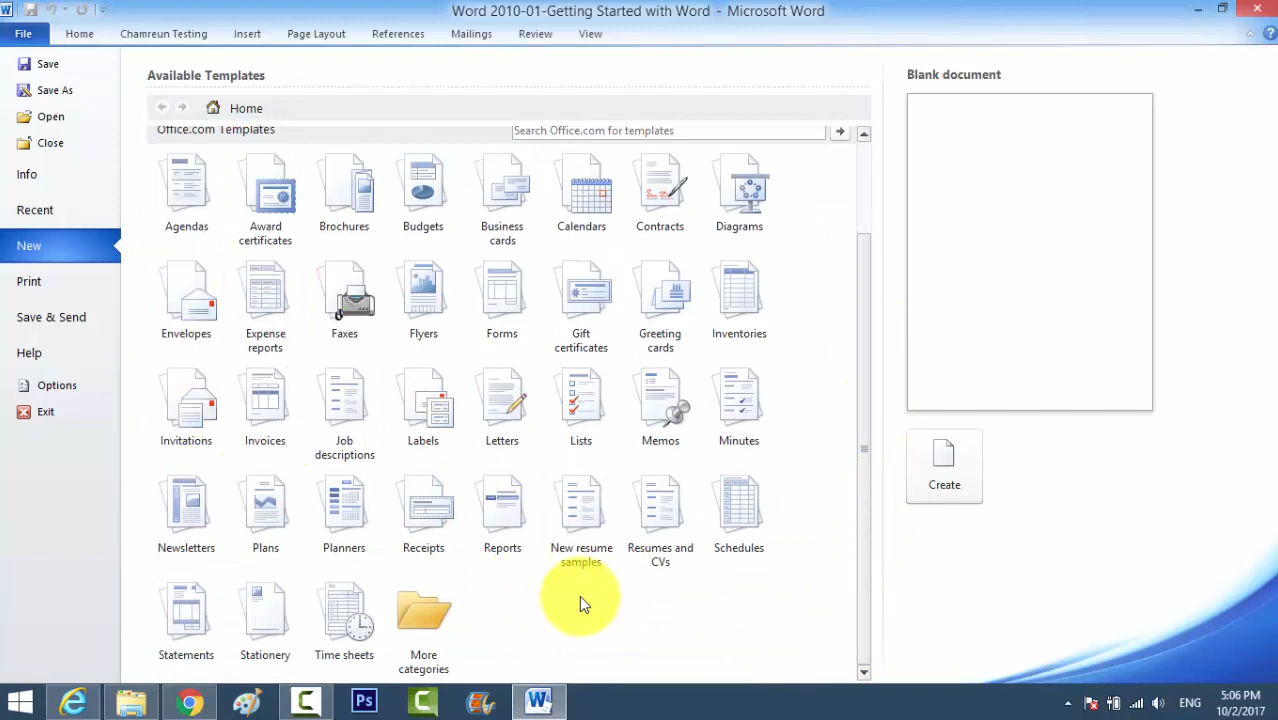 Word 2010-01-Getting Started with Word - Microsoft Word
File Home Chamreun Testing Insert Page Layout References Mailings Review View
Save
Save As
Open
Close
Info
Recent
New
Print
Save & Send
Help
Options
Exit
Available Templates
Home
Office.com Templates Search Office.com for templates
Agendas Award certificates Brochures Budgets Business cards Calendars Contracts Diagrams
Envelopes Expense reports Faxes Flyers Forms Gift certificates Greeting cards Inventories
Invitations Invoices Job descriptions Labels Letters Lists Memos Minutes
Newsletters Plans Planners Receipts Reports New resume samples Resumes and CVs Schedules
Statements Stationery Time sheets More categories
Blank document
Create
Ps
ENG
5:06 PM
10/2/2017